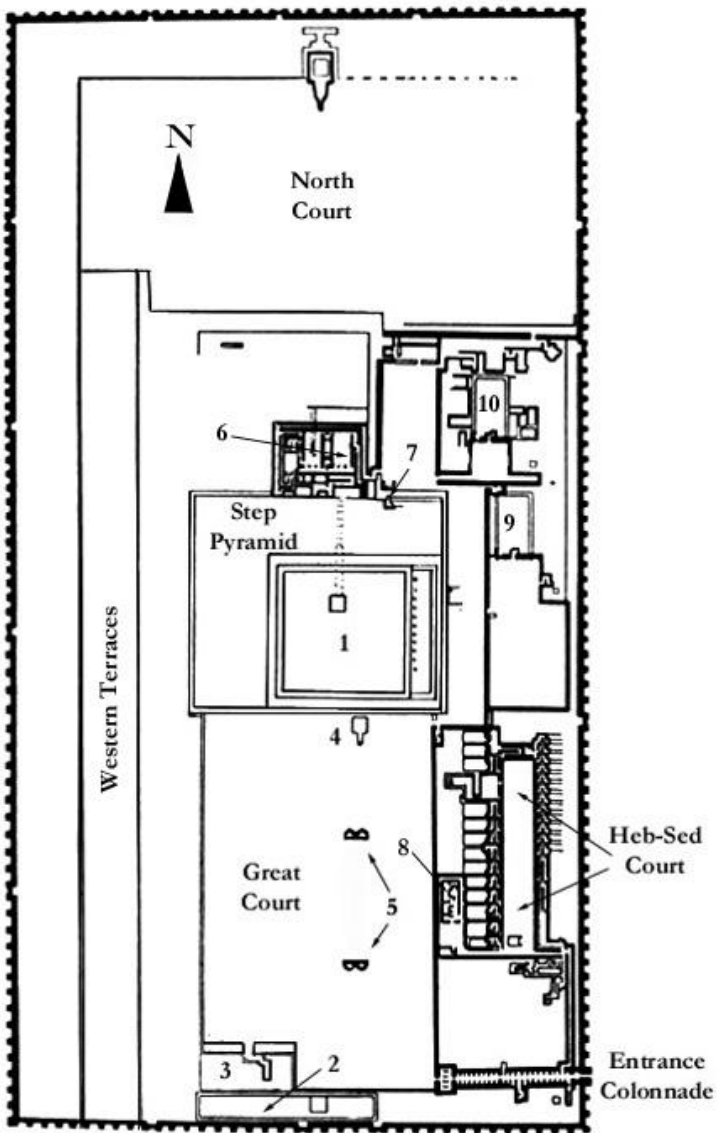 N
North
Court
10
6
7
Step
Pyramid
9
1
Western Terraces
4
Heb-Sed
Court
8
Great
Court
5
Entrance
Colonnade
3
2